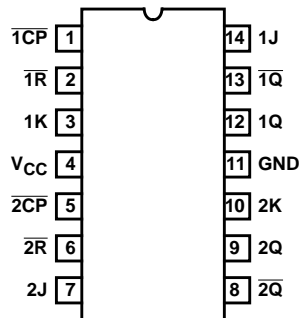 1CP 1 14 1J
1R 2 13 1Q
1K 3 12 1Q
VCC 4 11 GND
2CP 5 10 2K
2R 6 9 2Q
2J 7 8 2Q